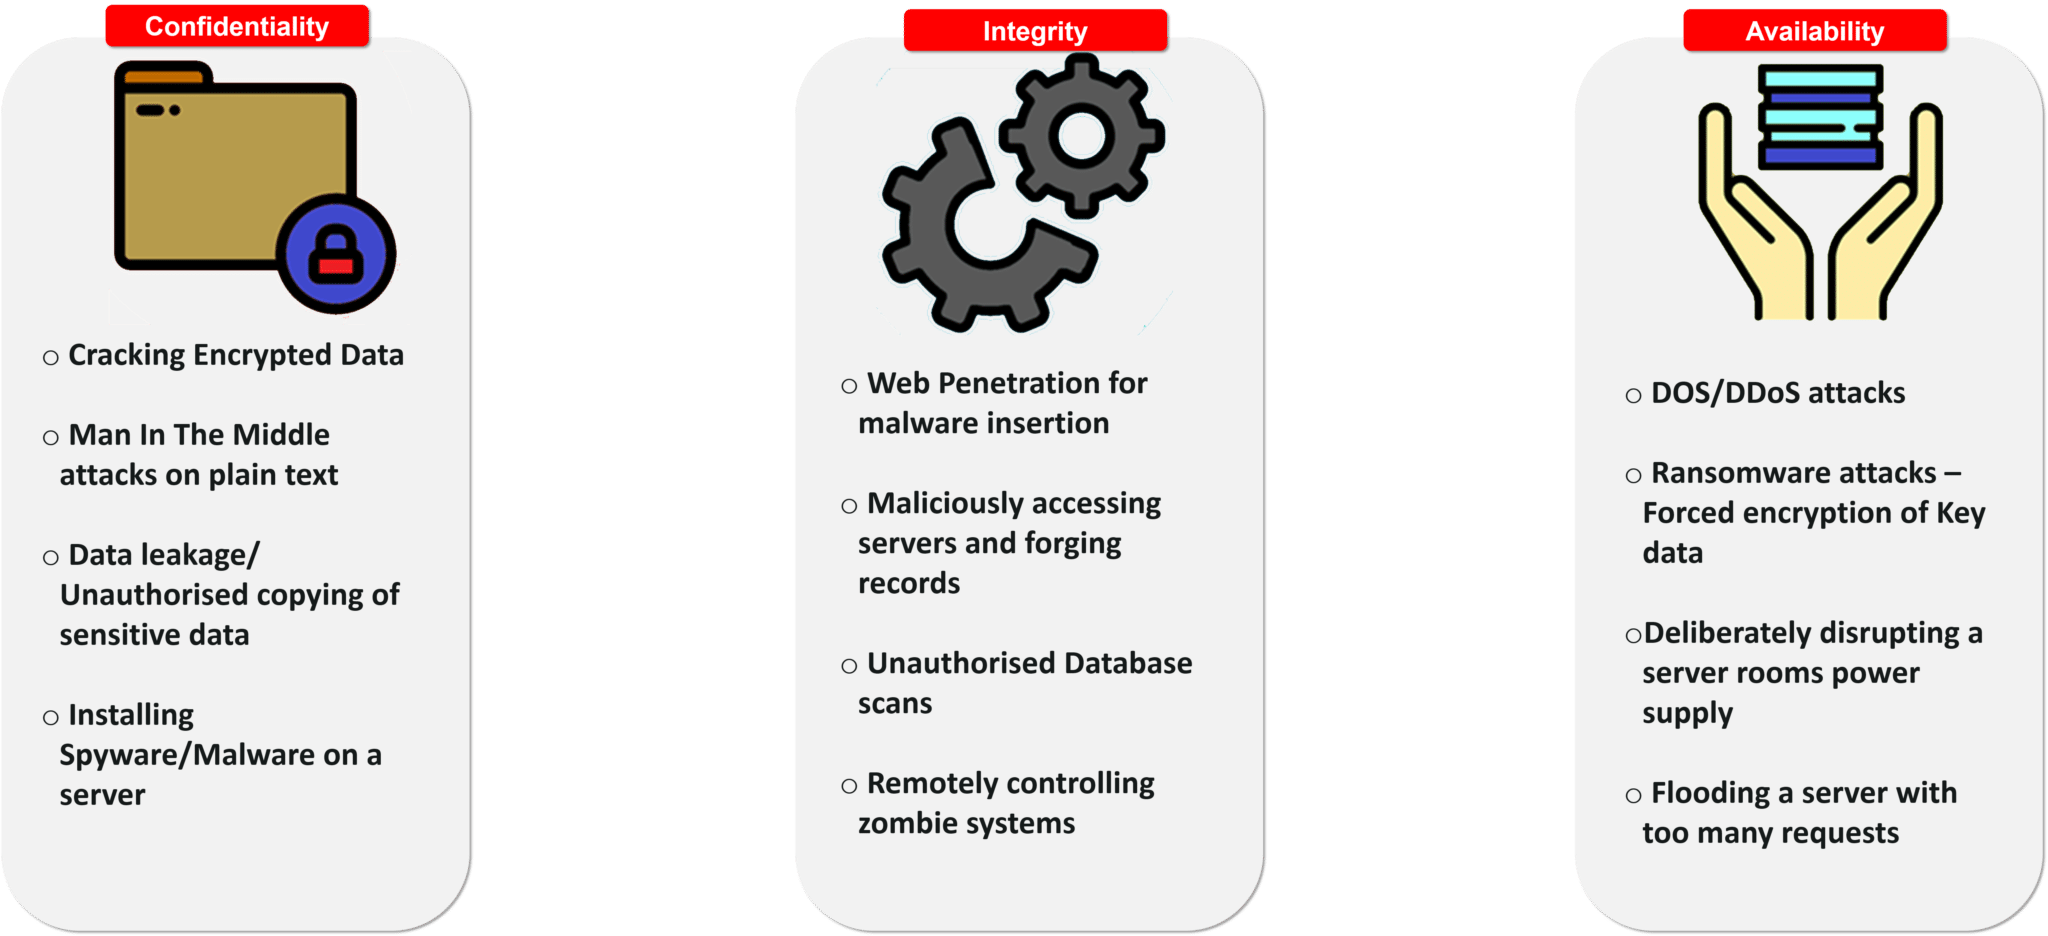 Confidentiality
○ Cracking Encrypted Data
○ Man In The Middle
attacks on plain text
○ Data leakage/
Unauthorised copying of
sensitive data
○ Installing
Spyware/Malware on a
server
Integrity
○ Web Penetration for
malware insertion
○ Maliciously accessing
servers and forging
records
○ Unauthorised Database
scans
○ Remotely controlling
zombie systems
Availability
○ DOS/DDoS attacks
○ Ransomware attacks –
Forced encryption of Key
data
○Deliberately disrupting a
server rooms power
supply
○ Flooding a server with
too many requests